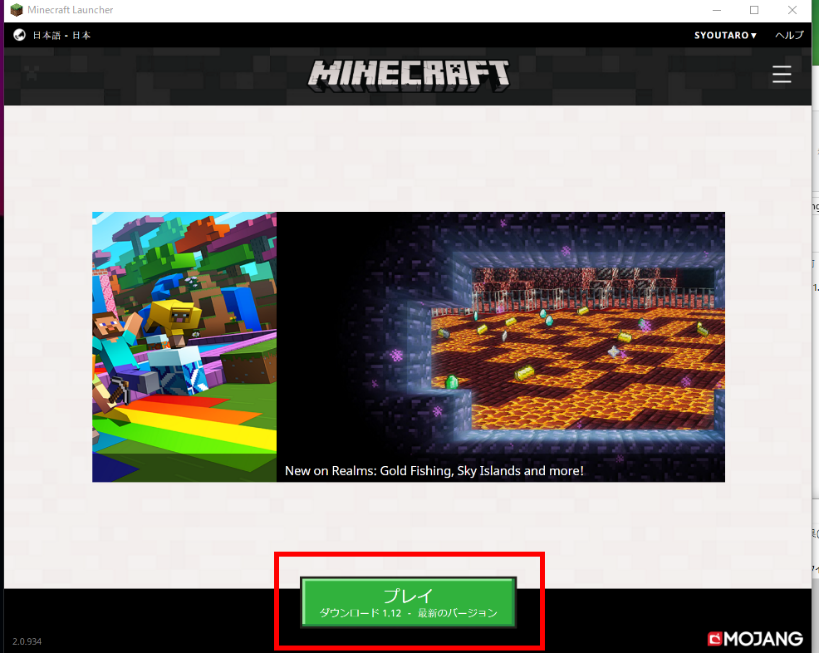 Minecraft Launcher
日本語 - 日本
SYOUTARO▼
ヘルプ
MINECRAFT
New on Realms: Gold Fishing, Sky Islands and more!
プレイ
ダウンロード 1.12 - 最新のバージョン
2.0.934
MOJANG